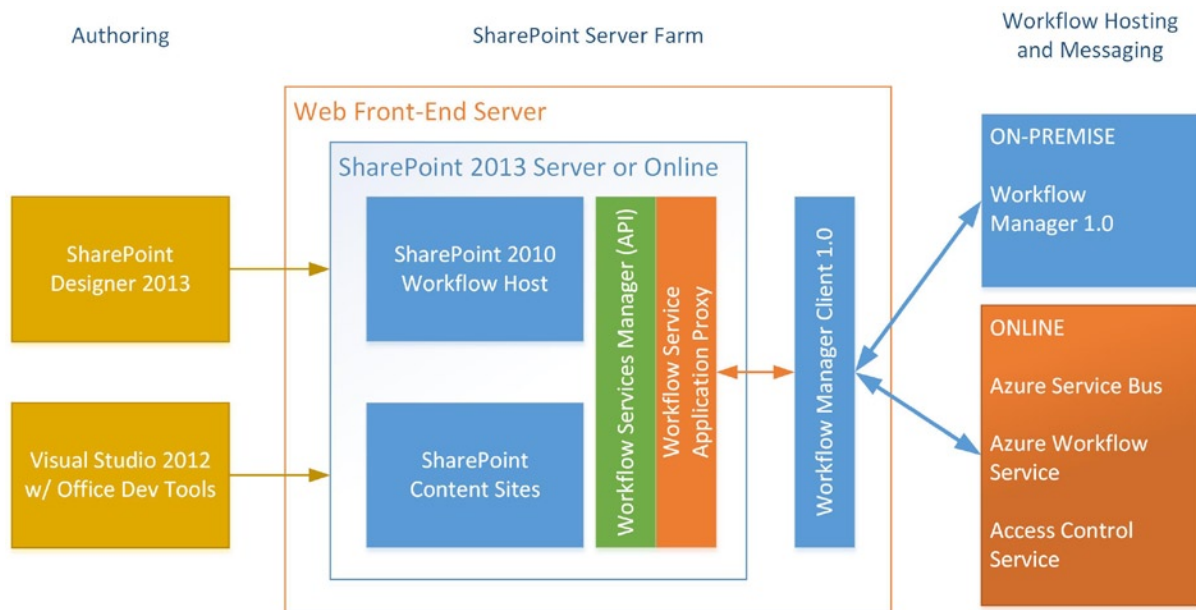 Authoring
SharePoint Server Farm
Workflow Hosting
and Messaging
Web Front-End Server
SharePoint 2013 Server or Online
SharePoint
Designer 2013
SharePoint 2010
Workflow Host
Visual Studio 2012
w/ Office Dev Tools
SharePoint
Content Sites
Workflow Services Manager (API)
Workflow Service
Application Proxy
Workflow Manager Client 1.0
ON-PREMISE
Workflow
Manager 1.0
ONLINE
Azure Service Bus
Azure Workflow
Service
Access Control
Service